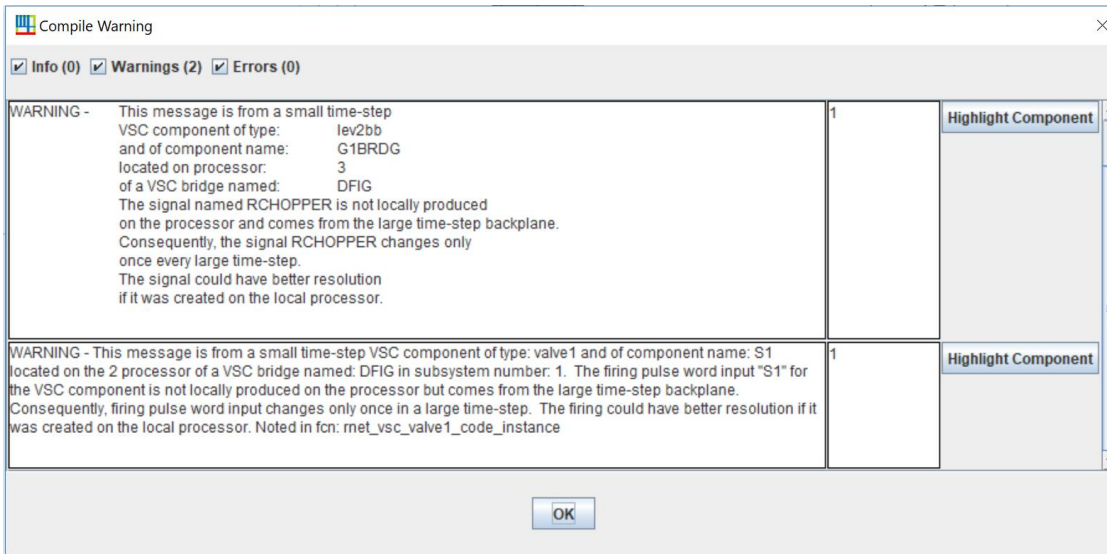 Compile Warning
Info (0) Warnings (2) Errors (0)
WARNING - This message is from a small time-step 1 Highlight Component
VSC component of type: lev2bb
and of component name: G1BRDG
located on processor: 3
of a VSC bridge named: DFIG
The signal named RCHOPPER is not locally produced
on the processor and comes from the large time-step backplane.
Consequently, the signal RCHOPPER changes only
once every large time-step.
The signal could have better resolution
if it was created on the local processor.
WARNING - This message is from a small time-step VSC component of type: valve1 and of component name: S1 1 Highlight Component
located on the 2 processor of a VSC bridge named: DFIG in subsystem number: 1. The firing pulse word input "S1" for
the VSC component is not locally produced on the processor but comes from the large time-step backplane.
Consequently, firing pulse word input changes only once in a large time-step. The firing could have better resolution if it
was created on the local processor. Noted in fcn: rnet_vsc_valve1_code_instance
OK